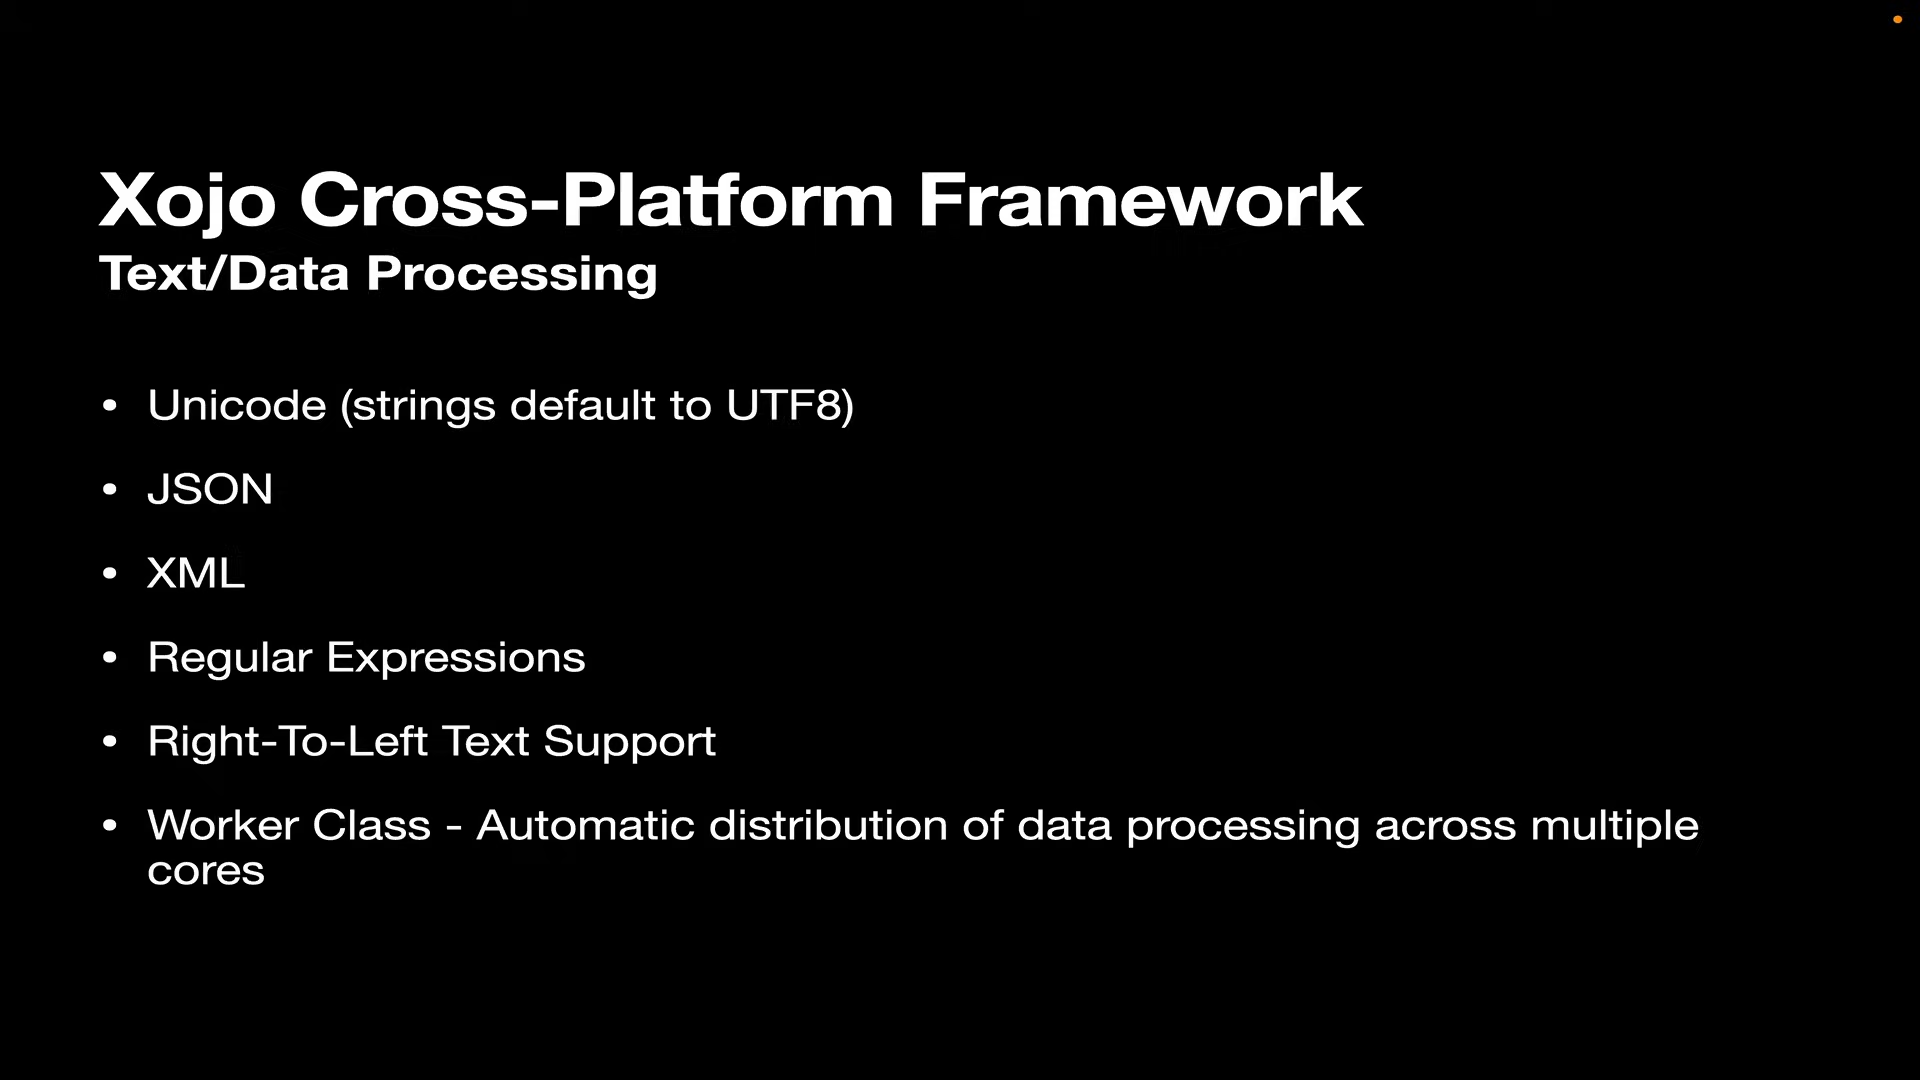 Xojo Cross-Platform Framework
Text/Data Processing
• Unicode (strings default to UTF8)
• JSON
• XML
• Regular Expressions
• Right-To-Left Text Support
• Worker Class - Automatic distribution of data processing across multiple
cores